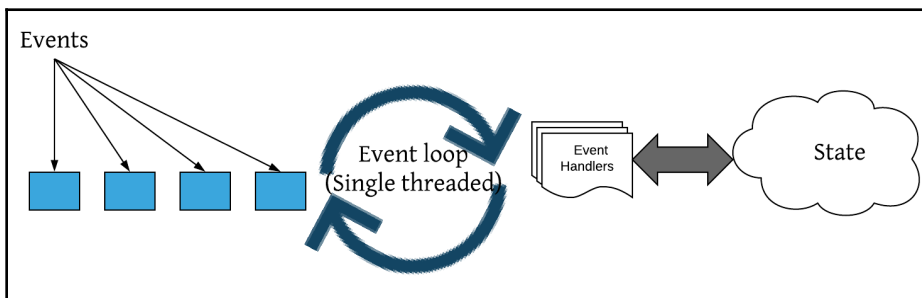 Events
Event loop
(Single threaded)
Event
Handlers
State